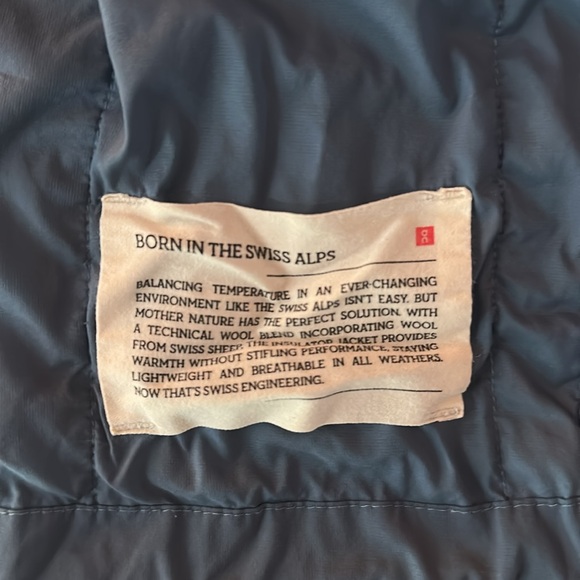 BORN IN THE SWISS ALPS
BALANCING TEMPERATURE IN AN EVER-CHANGING
ENVIRONMENT LIKE THE SWISS ALPS ISN'T EASY. BUT
MOTHER NATURE HAS THE PERFECT SOLUTION. WITH
A TECHNICAL WOOL BLEND INCORPORATING WOOL
FROM SWISS SHEEP, THE INSULATOR JACKET PROVIDES
WARMTH WITHOUT STIFLING PERFORMANCE, STAYING
LIGHTWEIGHT AND BREATHABLE IN ALL WEATHERS.
NOW THAT'S SWISS ENGINEERING.